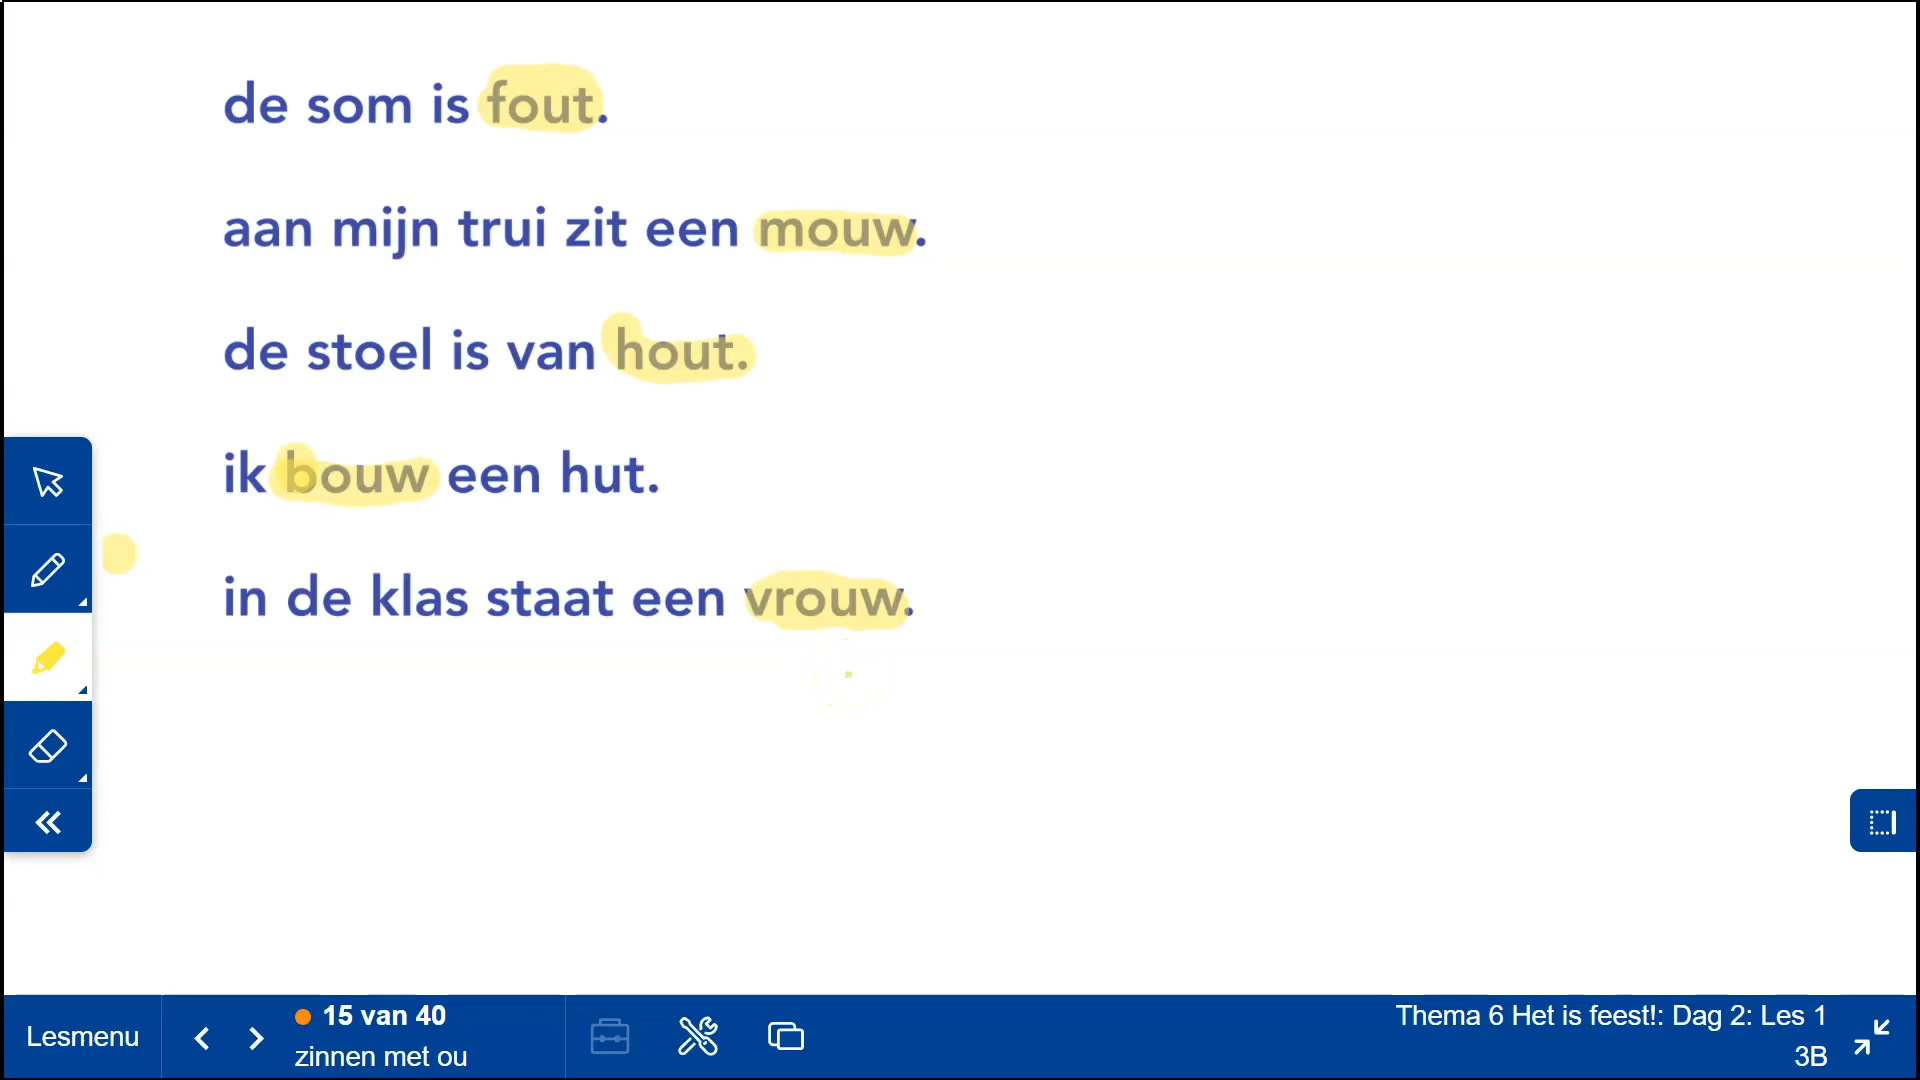 de som is fout.
aan mijn trui zit een mouw.
de stoel is van hout.
ik bouw een hut.
in de klas staat een vrouw.
Lesmenu
15 van 40
zinnen met ou
Thema 6 Het is feest!: Dag 2: Les 1
3B